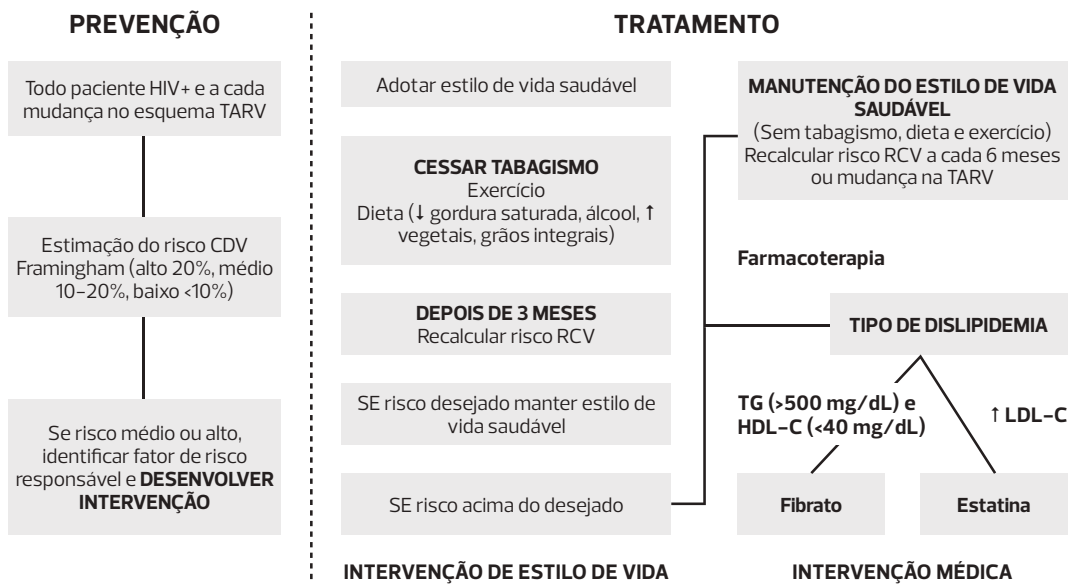 PREVENÇÃO
Todo paciente HIV+ e a cada
mudança no esquema TARV
Estimação do risco CDV
Framingham (alto 20%, médio
10–20%, baixo <10%)
Se risco médio ou alto,
identificar fator de risco
responsável e DESENVOLVER
INTERVENÇÃO
TRATAMENTO
Adotar estilo de vida saudável
CESSAR TABAGISMO
Exercício
Dieta (↓ gordura saturada, álcool, ↑
vegetais, grãos integrais)
DEPOIS DE 3 MESES
Recalcular risco RCV
SE risco desejado manter estilo de
vida saudável
SE risco acima do desejado
INTERVENÇÃO DE ESTILO DE VIDA
MANUTENÇÃO DO ESTILO DE VIDA
SAUDÁVEL
(Sem tabagismo, dieta e exercício)
Recalcular risco RCV a cada 6 meses
ou mudança na TARV
Farmacoterapia
TIPO DE DISLIPIDEMIA
TG (>500 mg/dL) e
HDL–C (<40 mg/dL)
↑ LDL–C
Fibrato
Estatina
INTERVENÇÃO MÉDICA